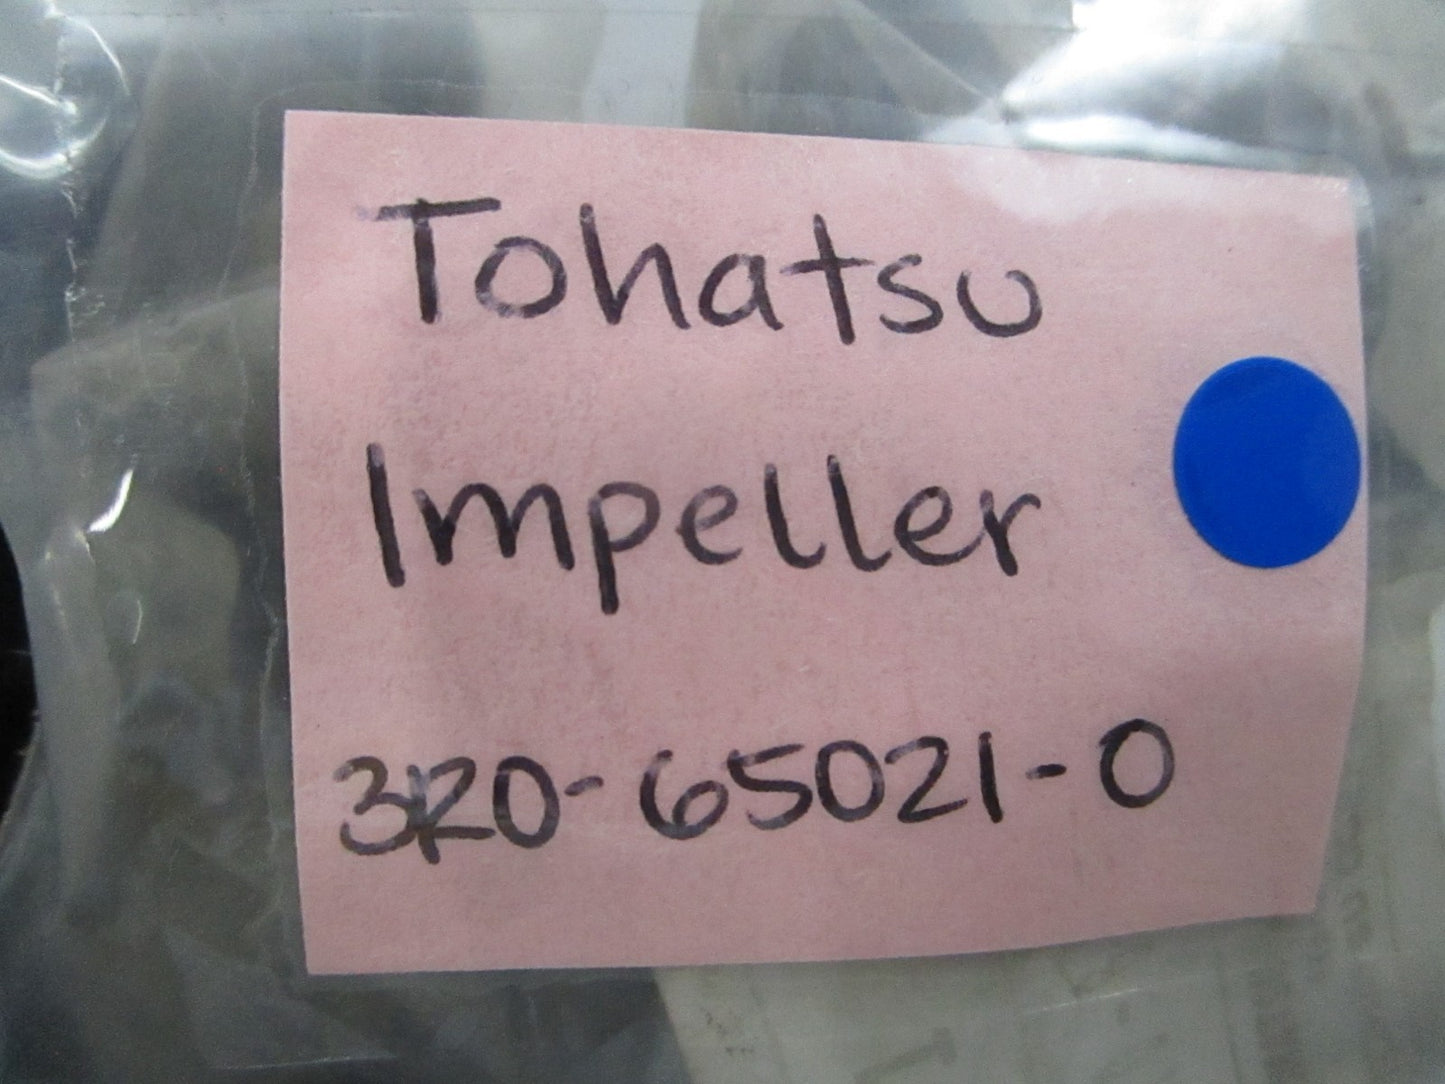 Tohatsu
Impeller
3R0-65021-0